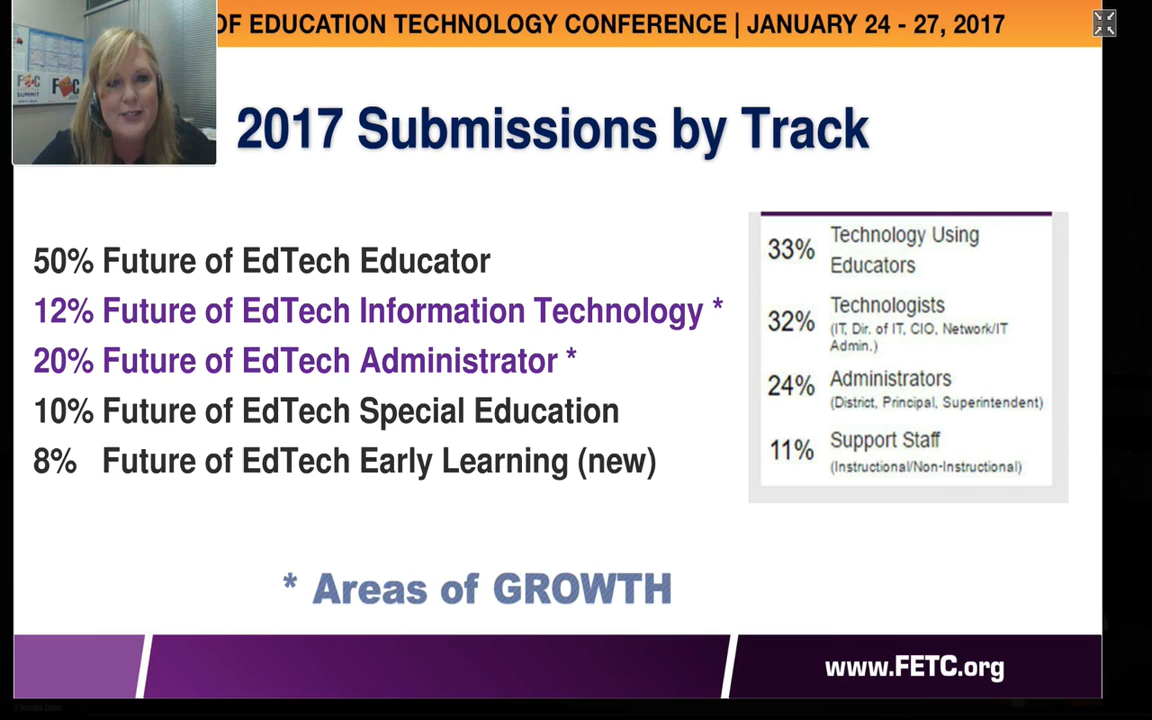 OF EDUCATION TECHNOLOGY CONFERENCE | JANUARY 24 - 27, 2017
SUMMIT
2017 Submissions by Track
50% Future of EdTech Educator
12% Future of EdTech Information Technology *
20% Future of EdTech Administrator *
10% Future of EdTech Special Education
8% Future of EdTech Early Learning (new)
33% Technology Using
Educators
32% Technologists
(IT, Dir. of IT, CIO, Network/IT
Admin.)
24% Administrators
(District, Principal, Superintendent)
11% Support Staff
(Instructional/Non-Instructional)
* Areas of GROWTH
www.FETC.org